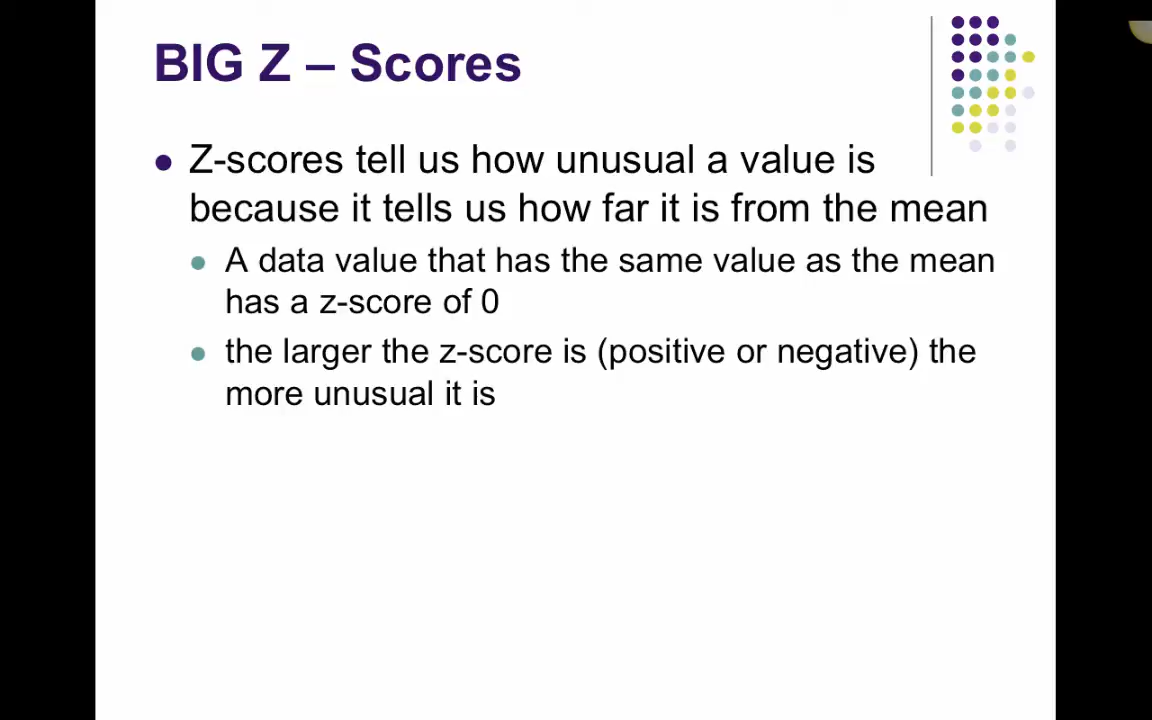 BIG Z – Scores
Z-scores tell us how unusual a value is
because it tells us how far it is from the mean
A data value that has the same value as the mean
has a z-score of 0
the larger the z-score is (positive or negative) the
more unusual it is